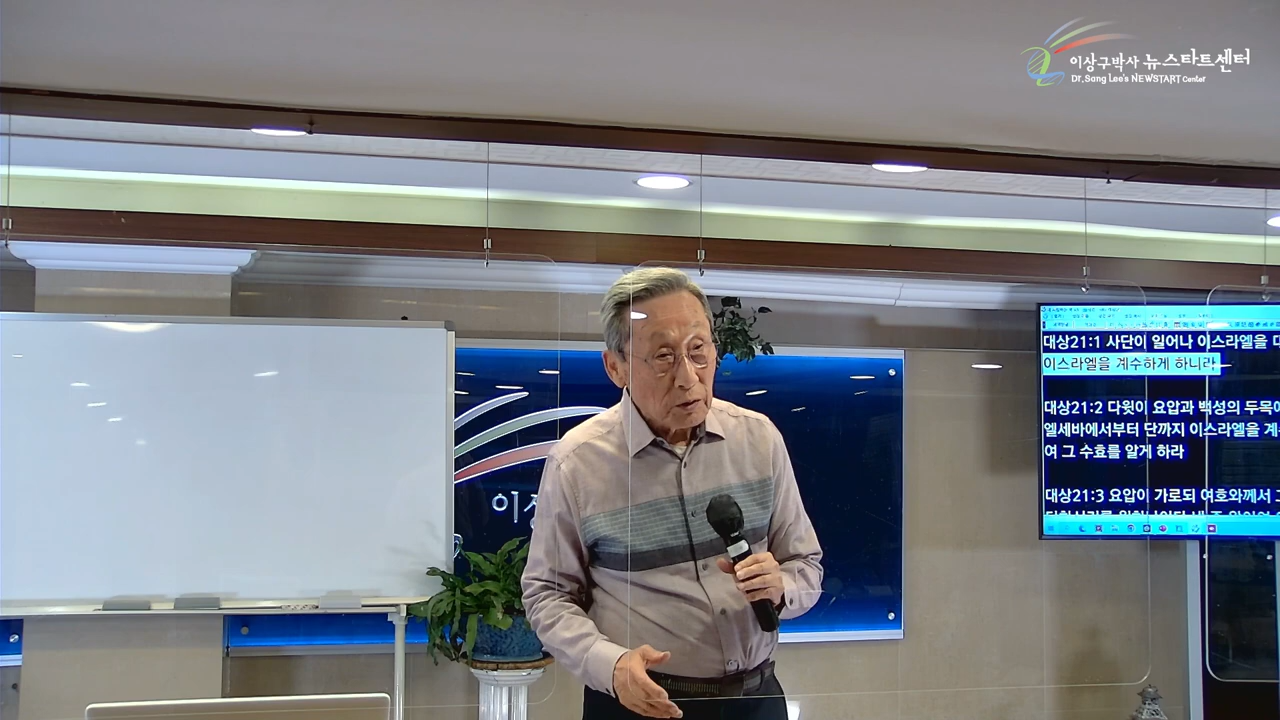 이상구박사 뉴스타트센터
Dr. Sang Lee's NEWSTART Center
대상21:1 사단이 일어나 이스라엘을 대
이스라엘을 계수하게 하니라
대상21:2 다윗이 요압과 백성의 두목에
엘세바에서부터 단까지 이스라엘을 계
여 그 수효를 알게 하라
대상21:3 요압이 가로되 여호와께서 그
이상